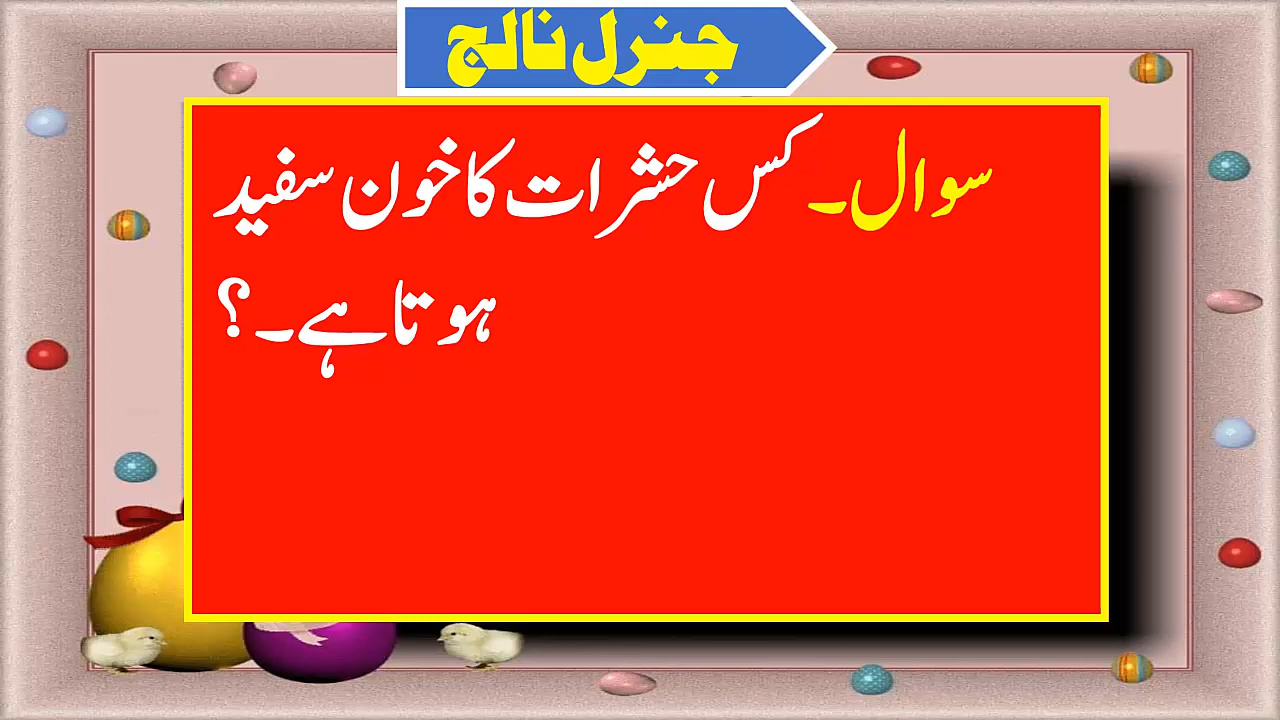 جنرل نالج
سوال۔ کس حشرات کا خون سفید
ہوتا ہے۔؟